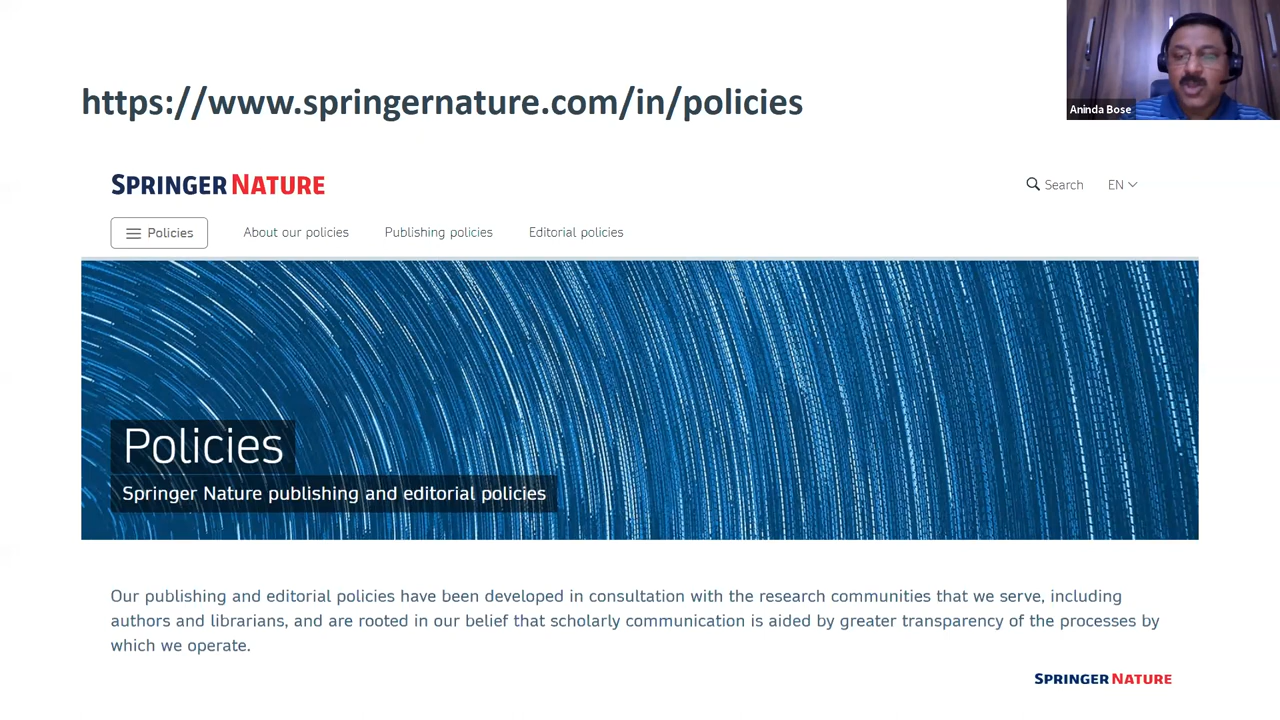 https://www.springernature.com/in/policies
Aninda Bose
SPRINGER NATURE
Search
EN
Policies
About our policies
Publishing policies
Editorial policies
Policies
Springer Nature publishing and editorial policies
Our publishing and editorial policies have been developed in consultation with the research communities that we serve, including
authors and librarians, and are rooted in our belief that scholarly communication is aided by greater transparency of the processes by
which we operate.
SPRINGER NATURE